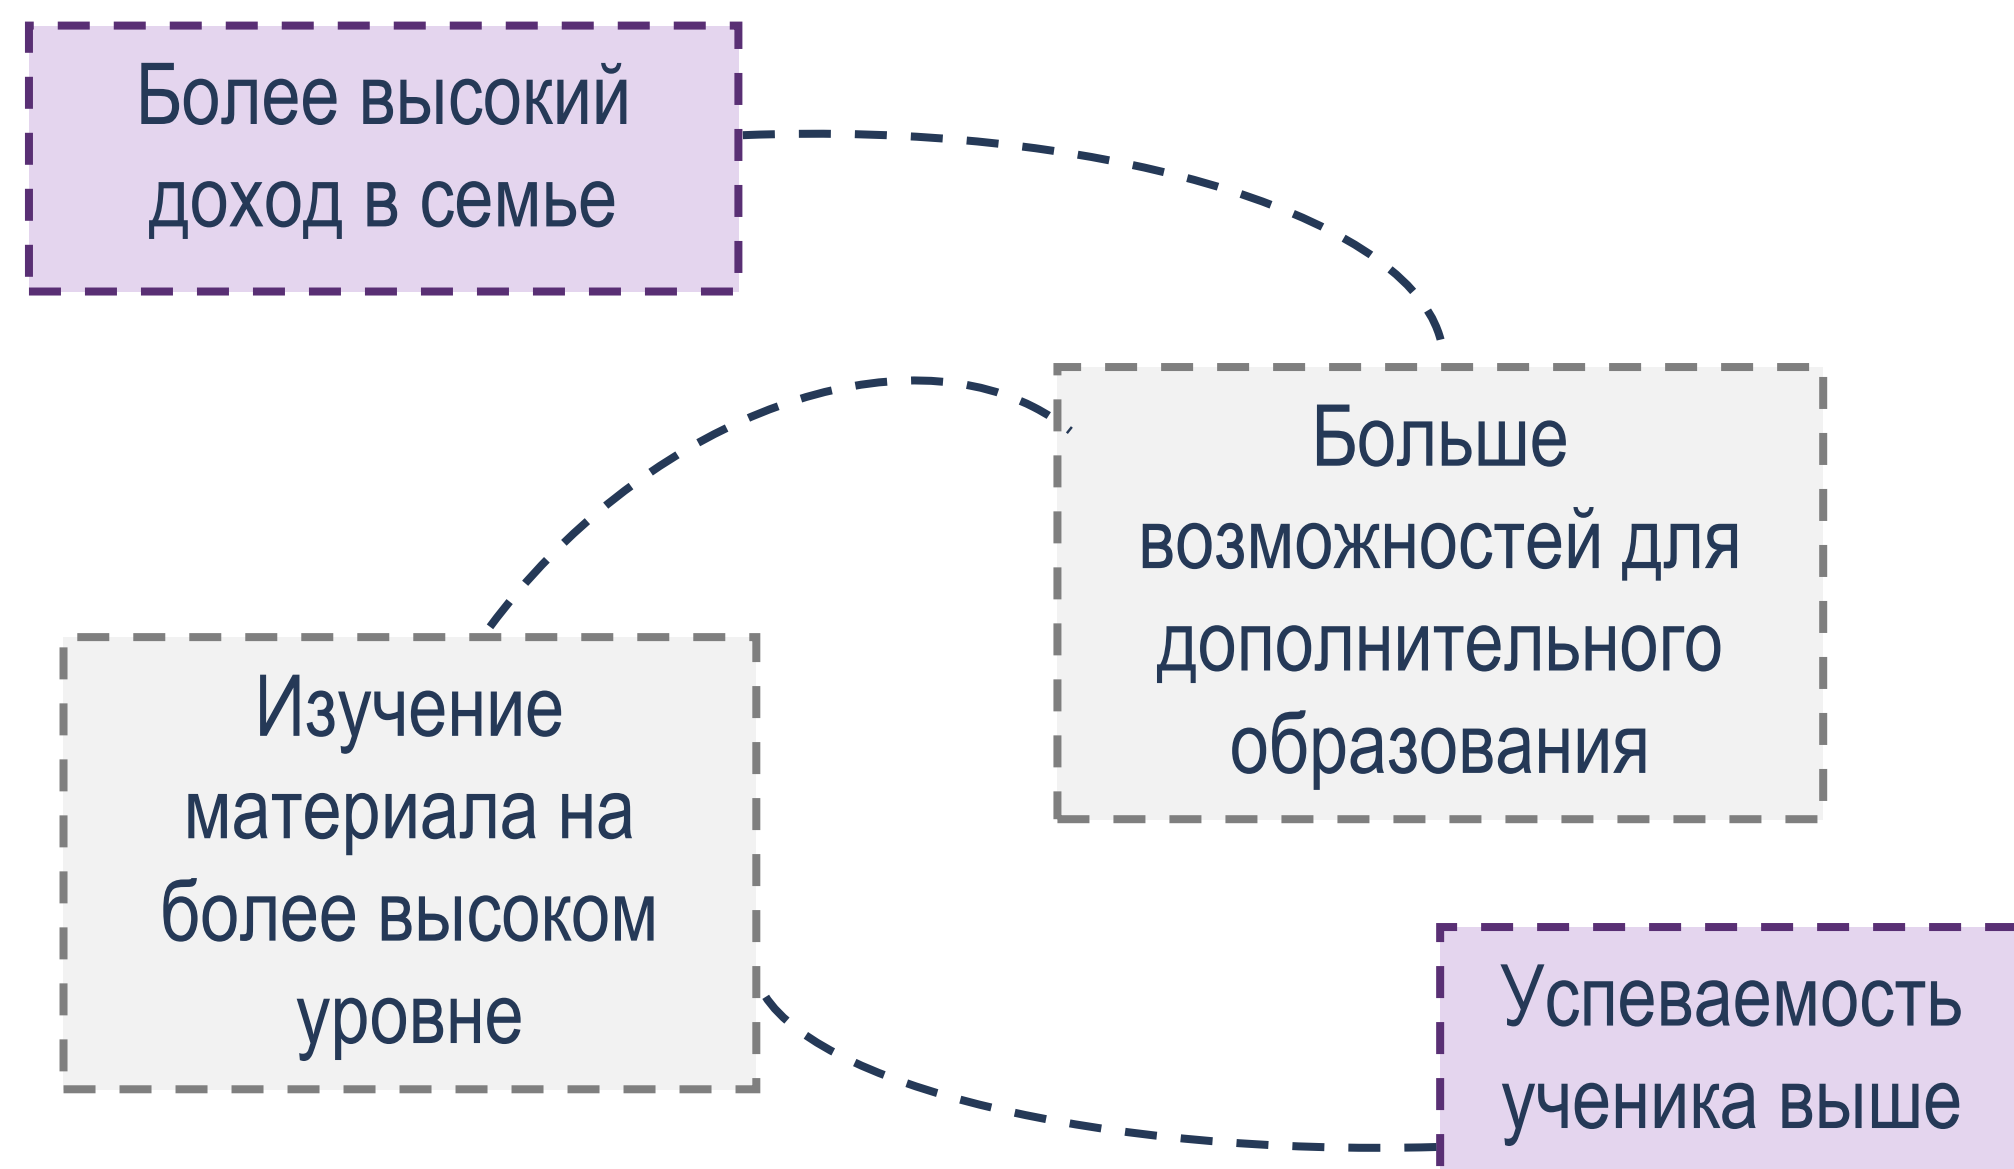 Более высокий
доход в семье
Больше
возможностей для
дополнительного
образования
Изучение
материала на
более высоком
уровне
Успеваемость
ученика выше